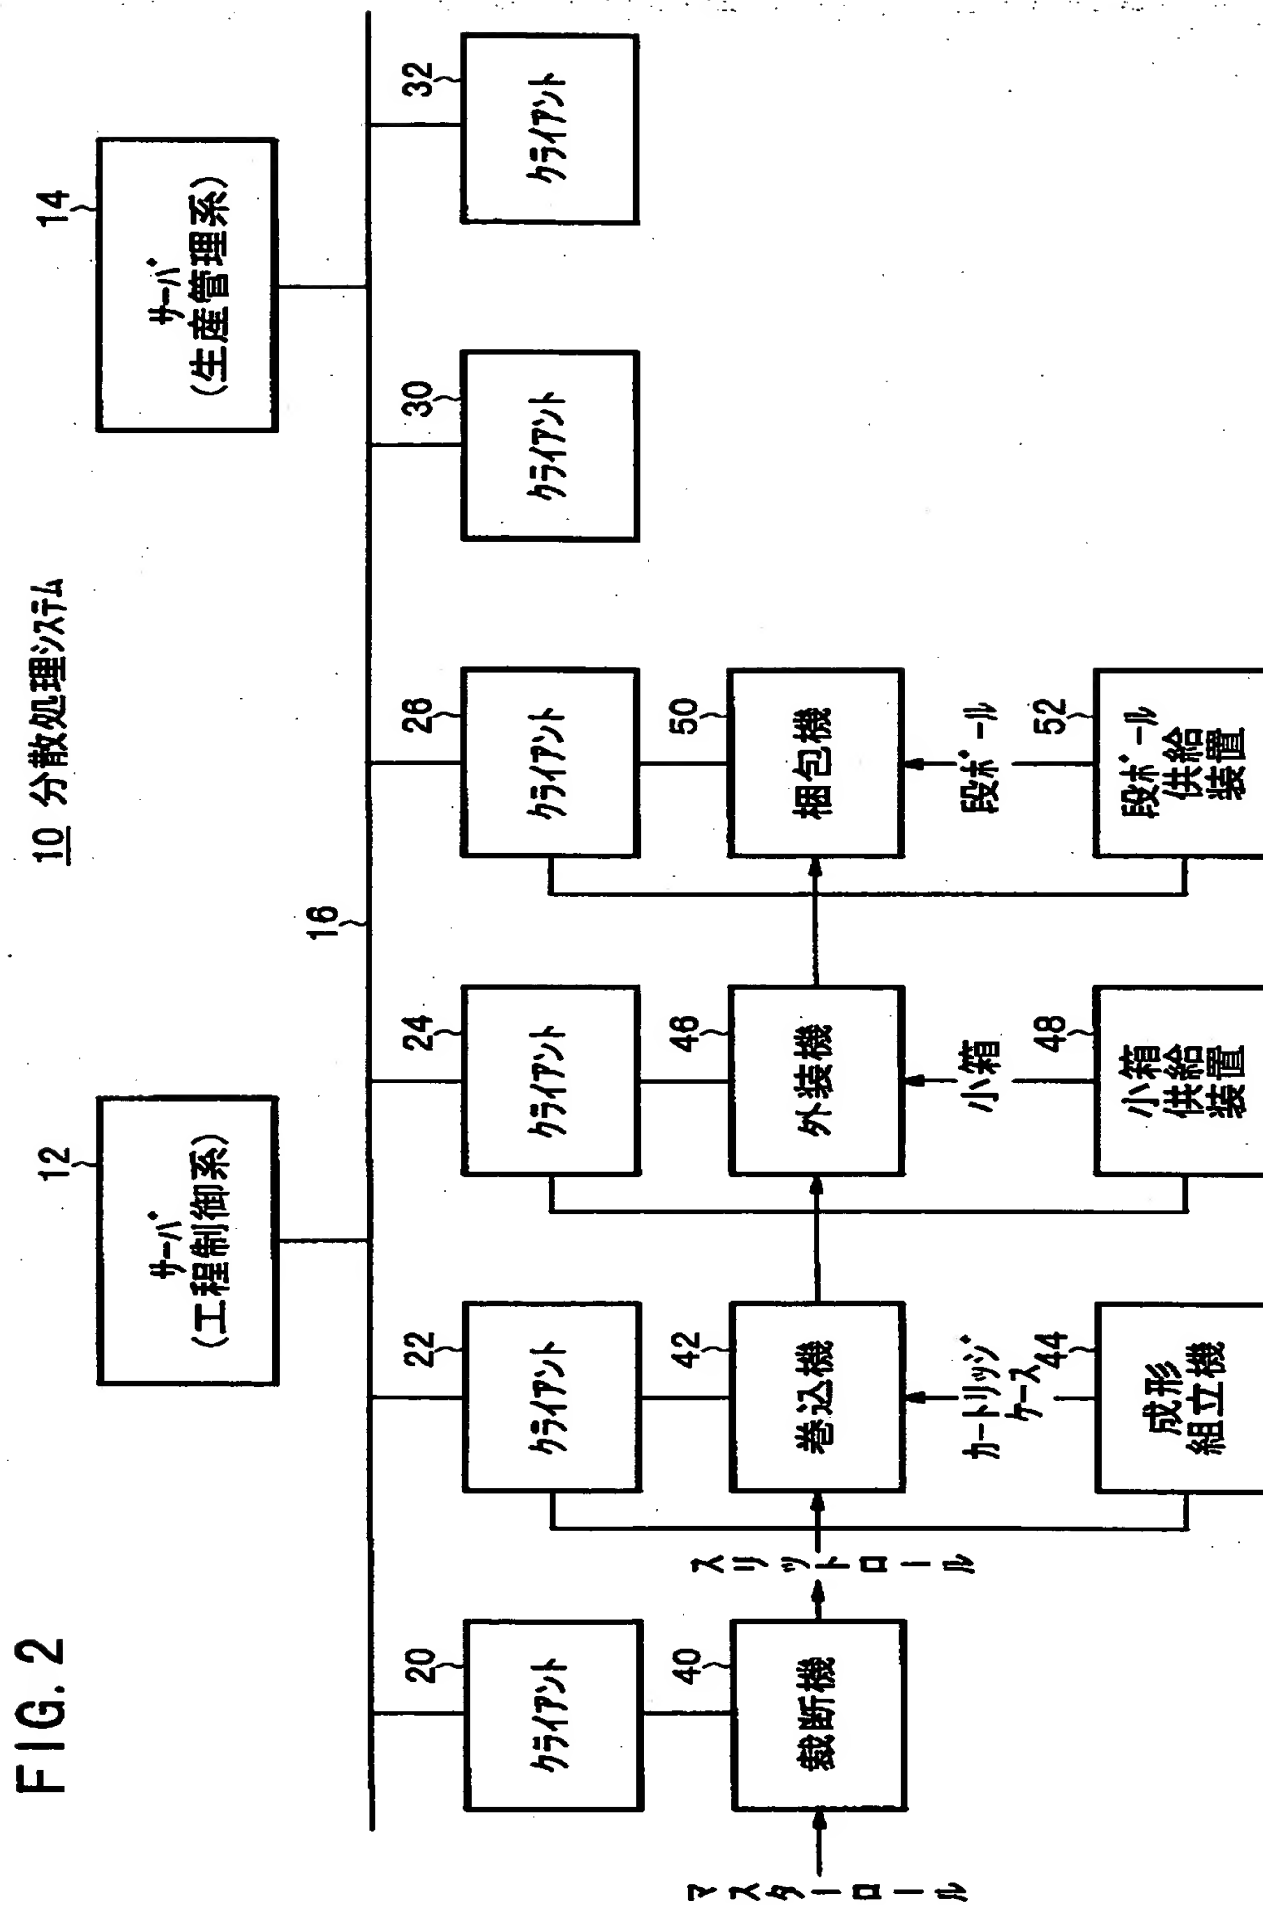 FIG. 2
10 分散処理システム
12
サーバ
(工程制御系)
14
サーバ
(生産管理系)
16
20
クライアント
22
クライアント
24
クライアント
26
クライアント
30
クライアント
32
クライアント
マスターロール
40
裁断機
スリットロール
42
巻込機
46
外装機
50
梱包機
カートリッジ
ケース
小箱
段ボール
44
成形
組立機
48
小箱
供給
装置
52
段ボール
供給
装置